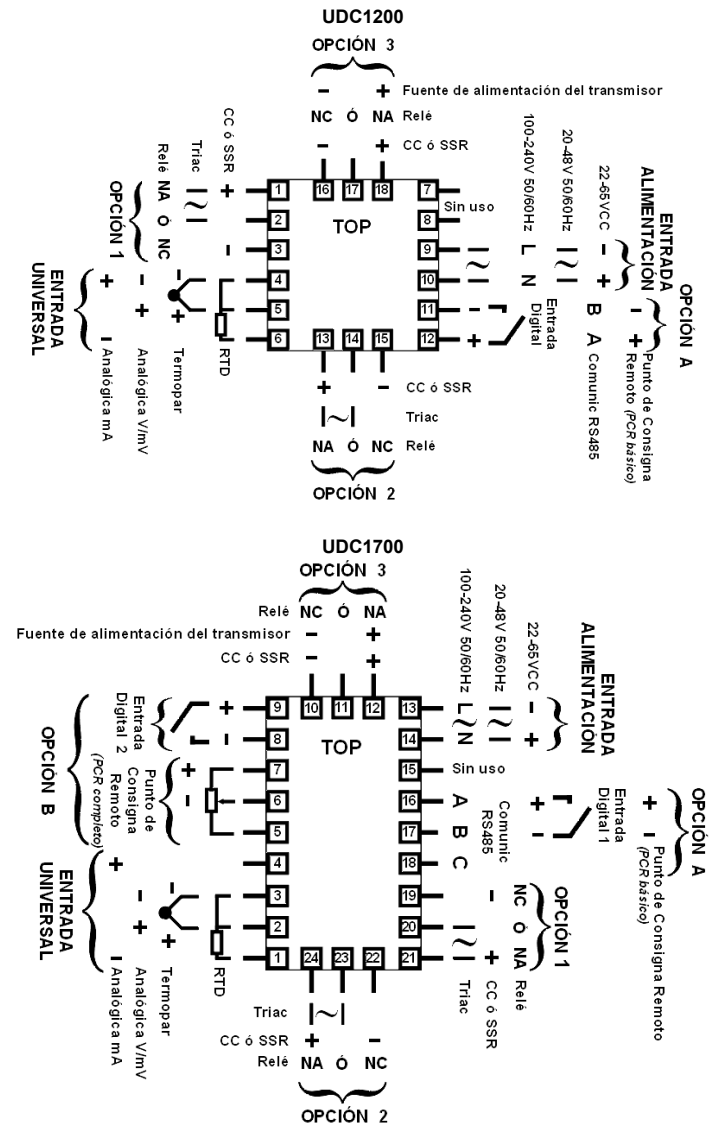 UDC1200
OPCIÓN 3
− +
Fuente de alimentación del transmisor
NC Ó NA
Relé
− +
CC ó SSR
16 17 18
TOP
1
2
3
4
5
6
7
8
9
10
11
12
13 14 15
CC ó SSR
+ −
Triac
Relé
NA Ó NC
OPCIÓN 1
ENTRADA
UNIVERSAL
+ −
Analógica mA
− +
Analógica V/mV
− +
Termopar
RTD
Sin uso
100-240V 50/60Hz
L N
20-48V 50/60Hz
22-65VCC
− +
ENTRADA
ALIMENTACIÓN
− +
Entrada
Digital
B A
Comunic RS485
− +
Punto de Consigna
Remoto (PCR básico)
OPCIÓN A
+ −
CC ó SSR
Triac
NA Ó NC
Relé
OPCIÓN 2
UDC1700
OPCIÓN 3
Relé
NC Ó NA
Fuente de alimentación del transmisor
− +
CC ó SSR
− +
10 11 12
TOP
9
8
7
6
5
4
3
2
1
13
14
15
16
17
18
19
20
21
24 23 22
+ −
Entrada
Digital 2
+ −
Punto de
Consigna
Remoto
(PCR completo)
OPCIÓN B
ENTRADA
UNIVERSAL
+ −
Analógica mA
− +
Analógica V/mV
− +
Termopar
RTD
100-240V 50/60Hz
L N
20-48V 50/60Hz
22-65VCC
− +
ENTRADA
ALIMENTACIÓN
Sin uso
A B C
Comunic
RS485
+ −
Entrada
Digital 1
+ −
Punto de Consigna Remoto
(PCR básico)
OPCIÓN A
Triac
− +
CC ó SSR
NC Ó NA
Relé
OPCIÓN 1
Triac
CC ó SSR
+ −
Relé
NA Ó NC
OPCIÓN 2